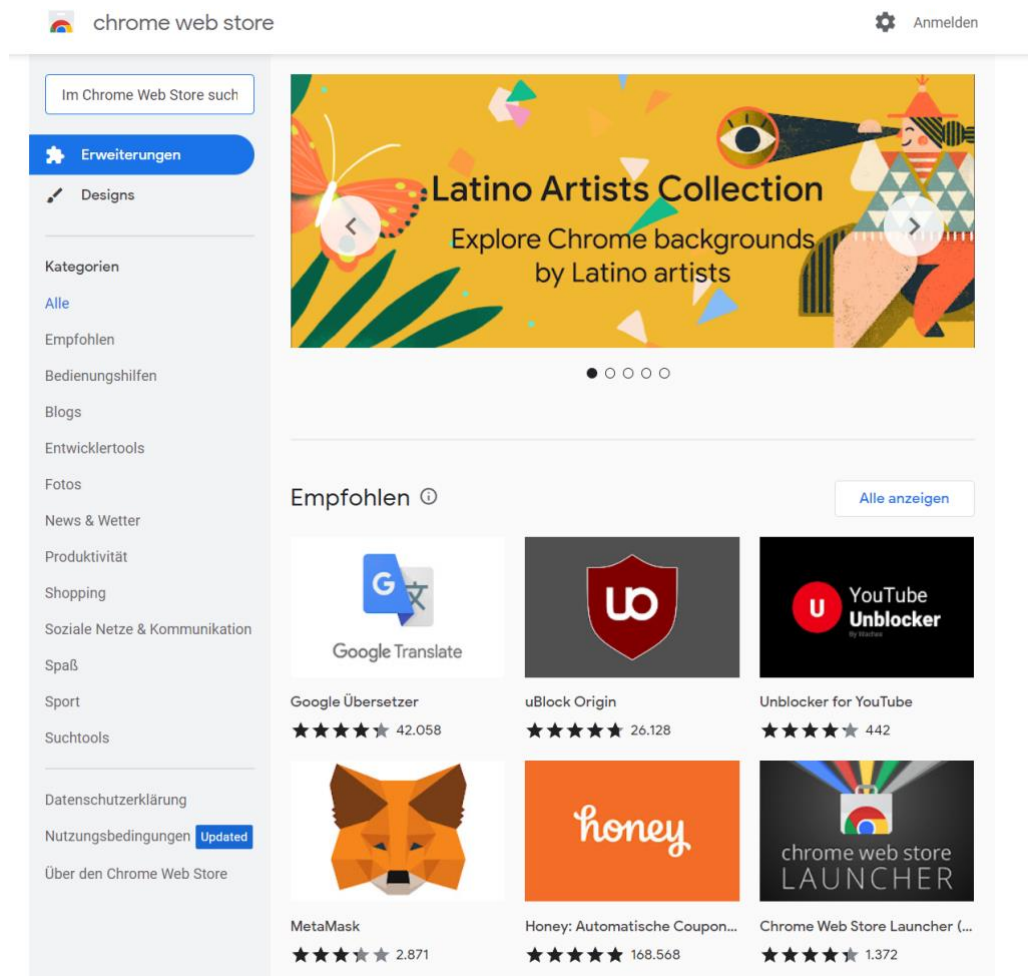 chrome web store
Anmelden
Im Chrome Web Store such
Erweiterungen
Designs
Kategorien
Alle
Empfohlen
Bedienungshilfen
Blogs
Entwicklertools
Fotos
News & Wetter
Produktivität
Shopping
Soziale Netze & Kommunikation
Spaß
Sport
Suchtools
Datenschutzerklärung
Nutzungsbedingungen Updated
Über den Chrome Web Store
Latino Artists Collection
Explore Chrome backgrounds
by Latino artists
Empfohlen
Alle anzeigen
G 文
Google Translate
Google Übersetzer
42.058
uO
uBlock Origin
26.128
U
YouTube
Unblocker
Unblocker for YouTube
442
MetaMask
2.871
honey
Honey: Automatische Coupon...
168.568
chrome web store
LAUNCHER
Chrome Web Store Launcher (...
1.372